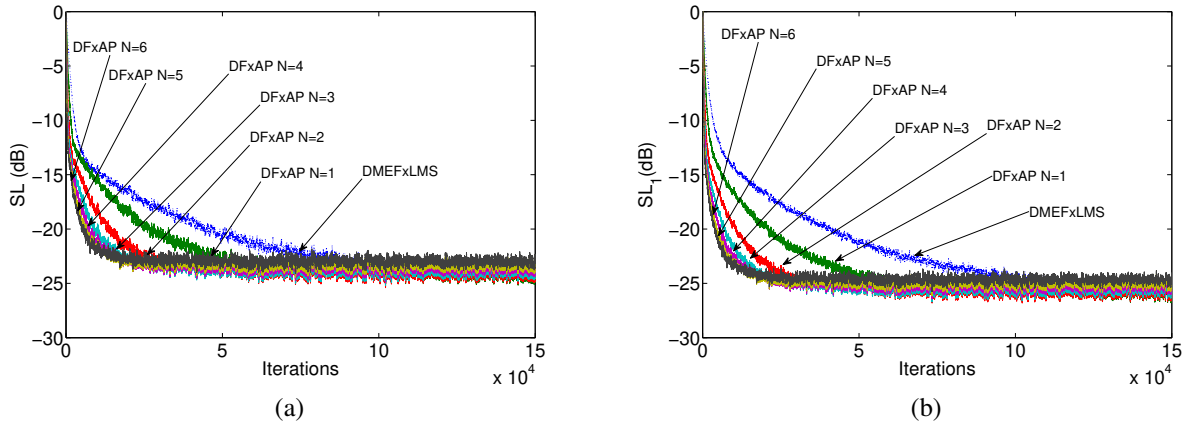 0
DFxAP N=6
DFxAP N=5
DFxAP N=4
DFxAP N=3
DFxAP N=2
DFxAP N=1
DMEFxLMS
−5
−10
−15
−20
−25
−30
SL (dB)
0
5
10
15
x 10^4
Iterations
(a)
0
DFxAP N=6
DFxAP N=5
DFxAP N=4
DFxAP N=3
DFxAP N=2
DFxAP N=1
DMEFxLMS
−5
−10
−15
−20
−25
−30
SL_1(dB)
0
5
10
15
x 10^4
Iterations
(b)